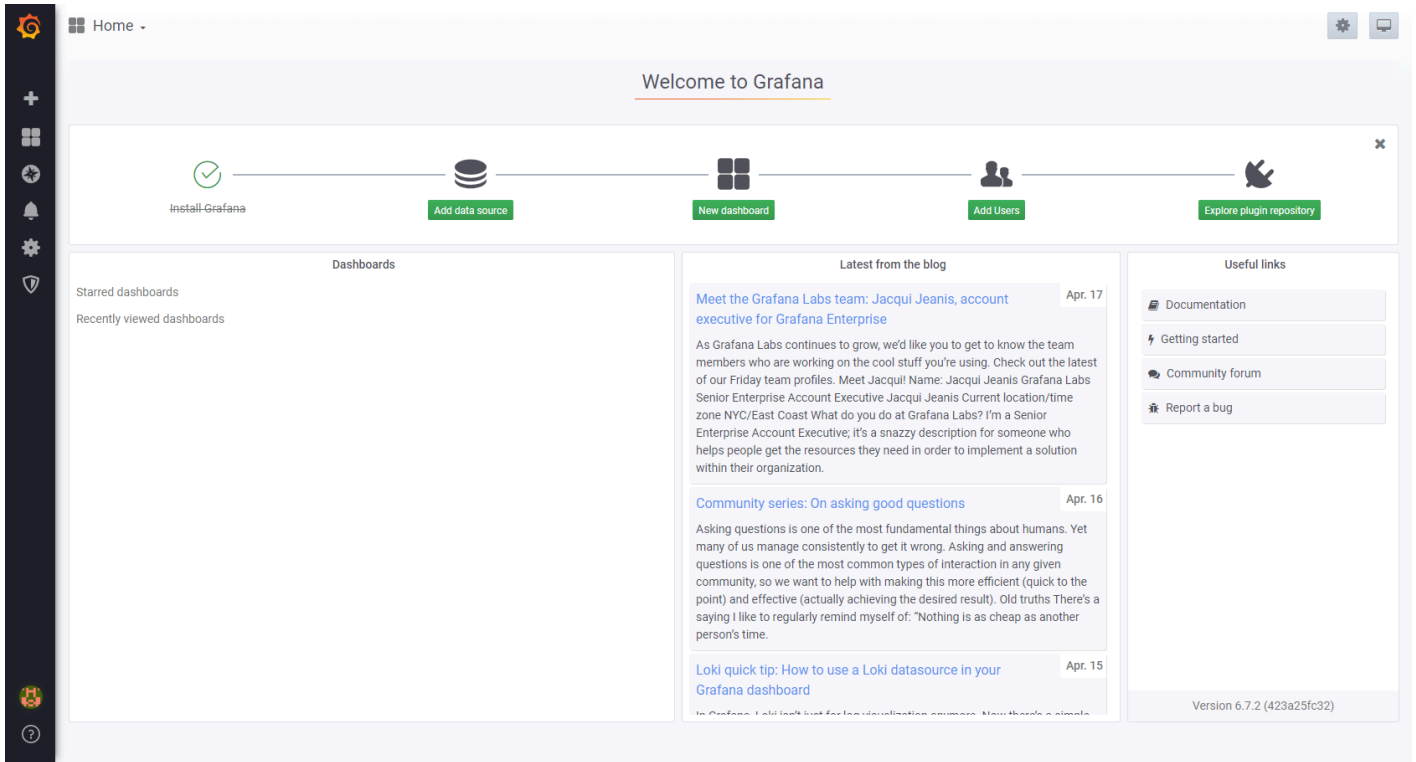 Home
Welcome to Grafana
Install Grafana
Add data source
New dashboard
Add Users
Explore plugin repository
Dashboards
Starred dashboards
Recently viewed dashboards
Latest from the blog
Meet the Grafana Labs team: Jacqui Jeanis, account
executive for Grafana Enterprise
Apr. 17
As Grafana Labs continues to grow, we'd like you to get to know the team
members who are working on the cool stuff you're using. Check out the latest
of our Friday team profiles. Meet Jacqui! Name: Jacqui Jeanis Grafana Labs
Senior Enterprise Account Executive Jacqui Jeanis Current location/time
zone NYC/East Coast What do you do at Grafana Labs? I'm a Senior
Enterprise Account Executive; it's a snazzy description for someone who
helps people get the resources they need in order to implement a solution
within their organization.
Community series: On asking good questions
Apr. 16
Asking questions is one of the most fundamental things about humans. Yet
many of us manage consistently to get it wrong. Asking and answering
questions is one of the most common types of interaction in any given
community, so we want to help with making this more efficient (quick to the
point) and effective (actually achieving the desired result). Old truths There's a
saying I like to regularly remind myself of: "Nothing is as cheap as another
person's time.
Loki quick tip: How to use a Loki datasource in your
Grafana dashboard
Apr. 15
In Grafana, Loki isn't just for log visualization anymore. Now there's a simple
Useful links
Documentation
Getting started
Community forum
Report a bug
Version 6.7.2 (423a25fc32)